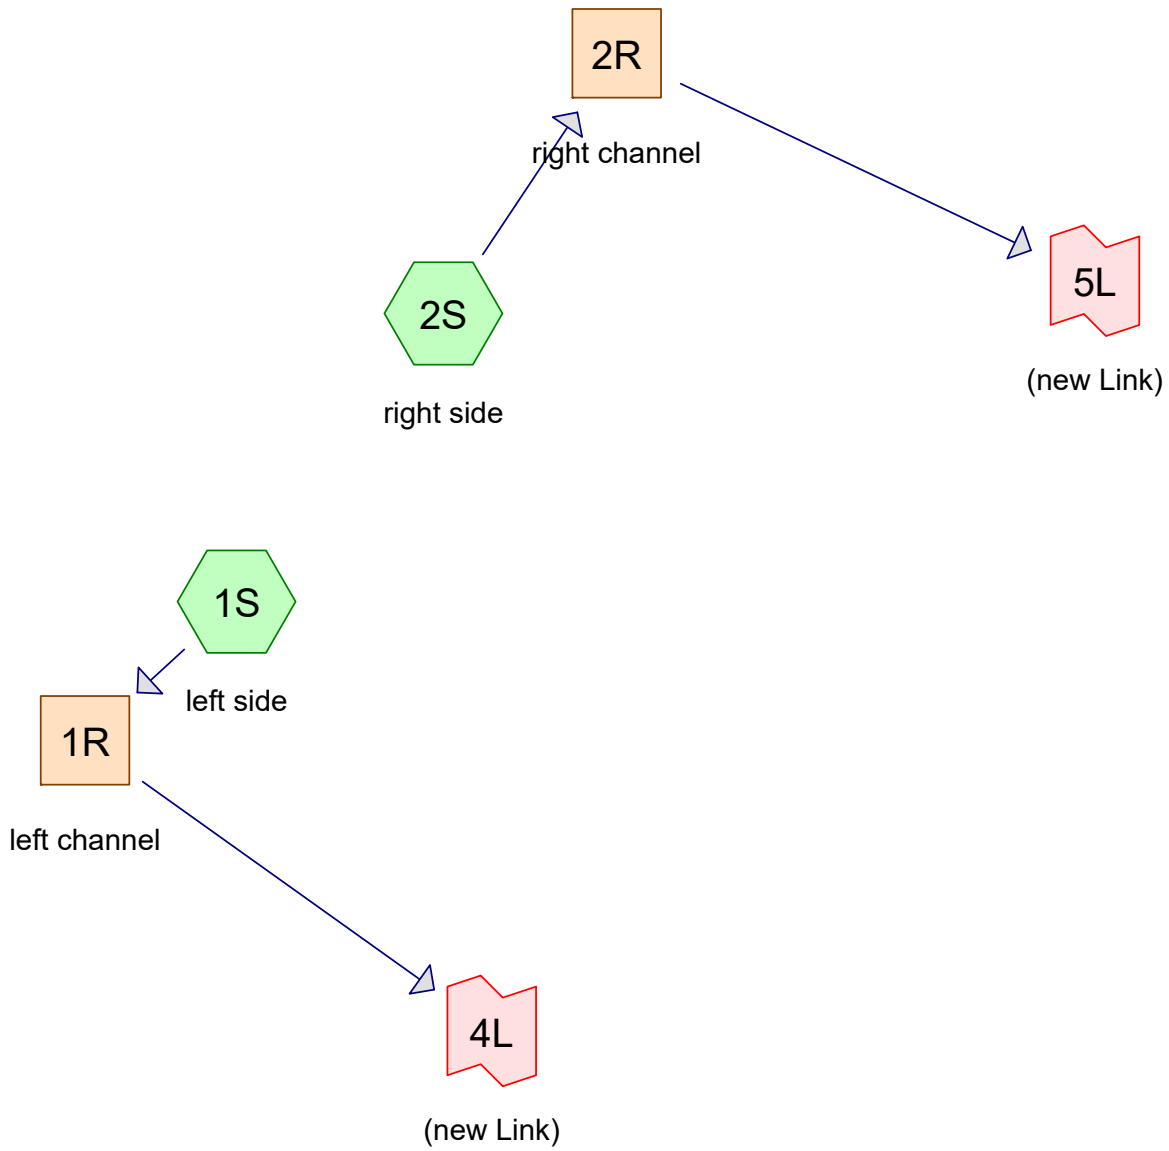 2R
right channel
5L
(new Link)
2S
right side
1S
left side
1R
left channel
4L
(new Link)